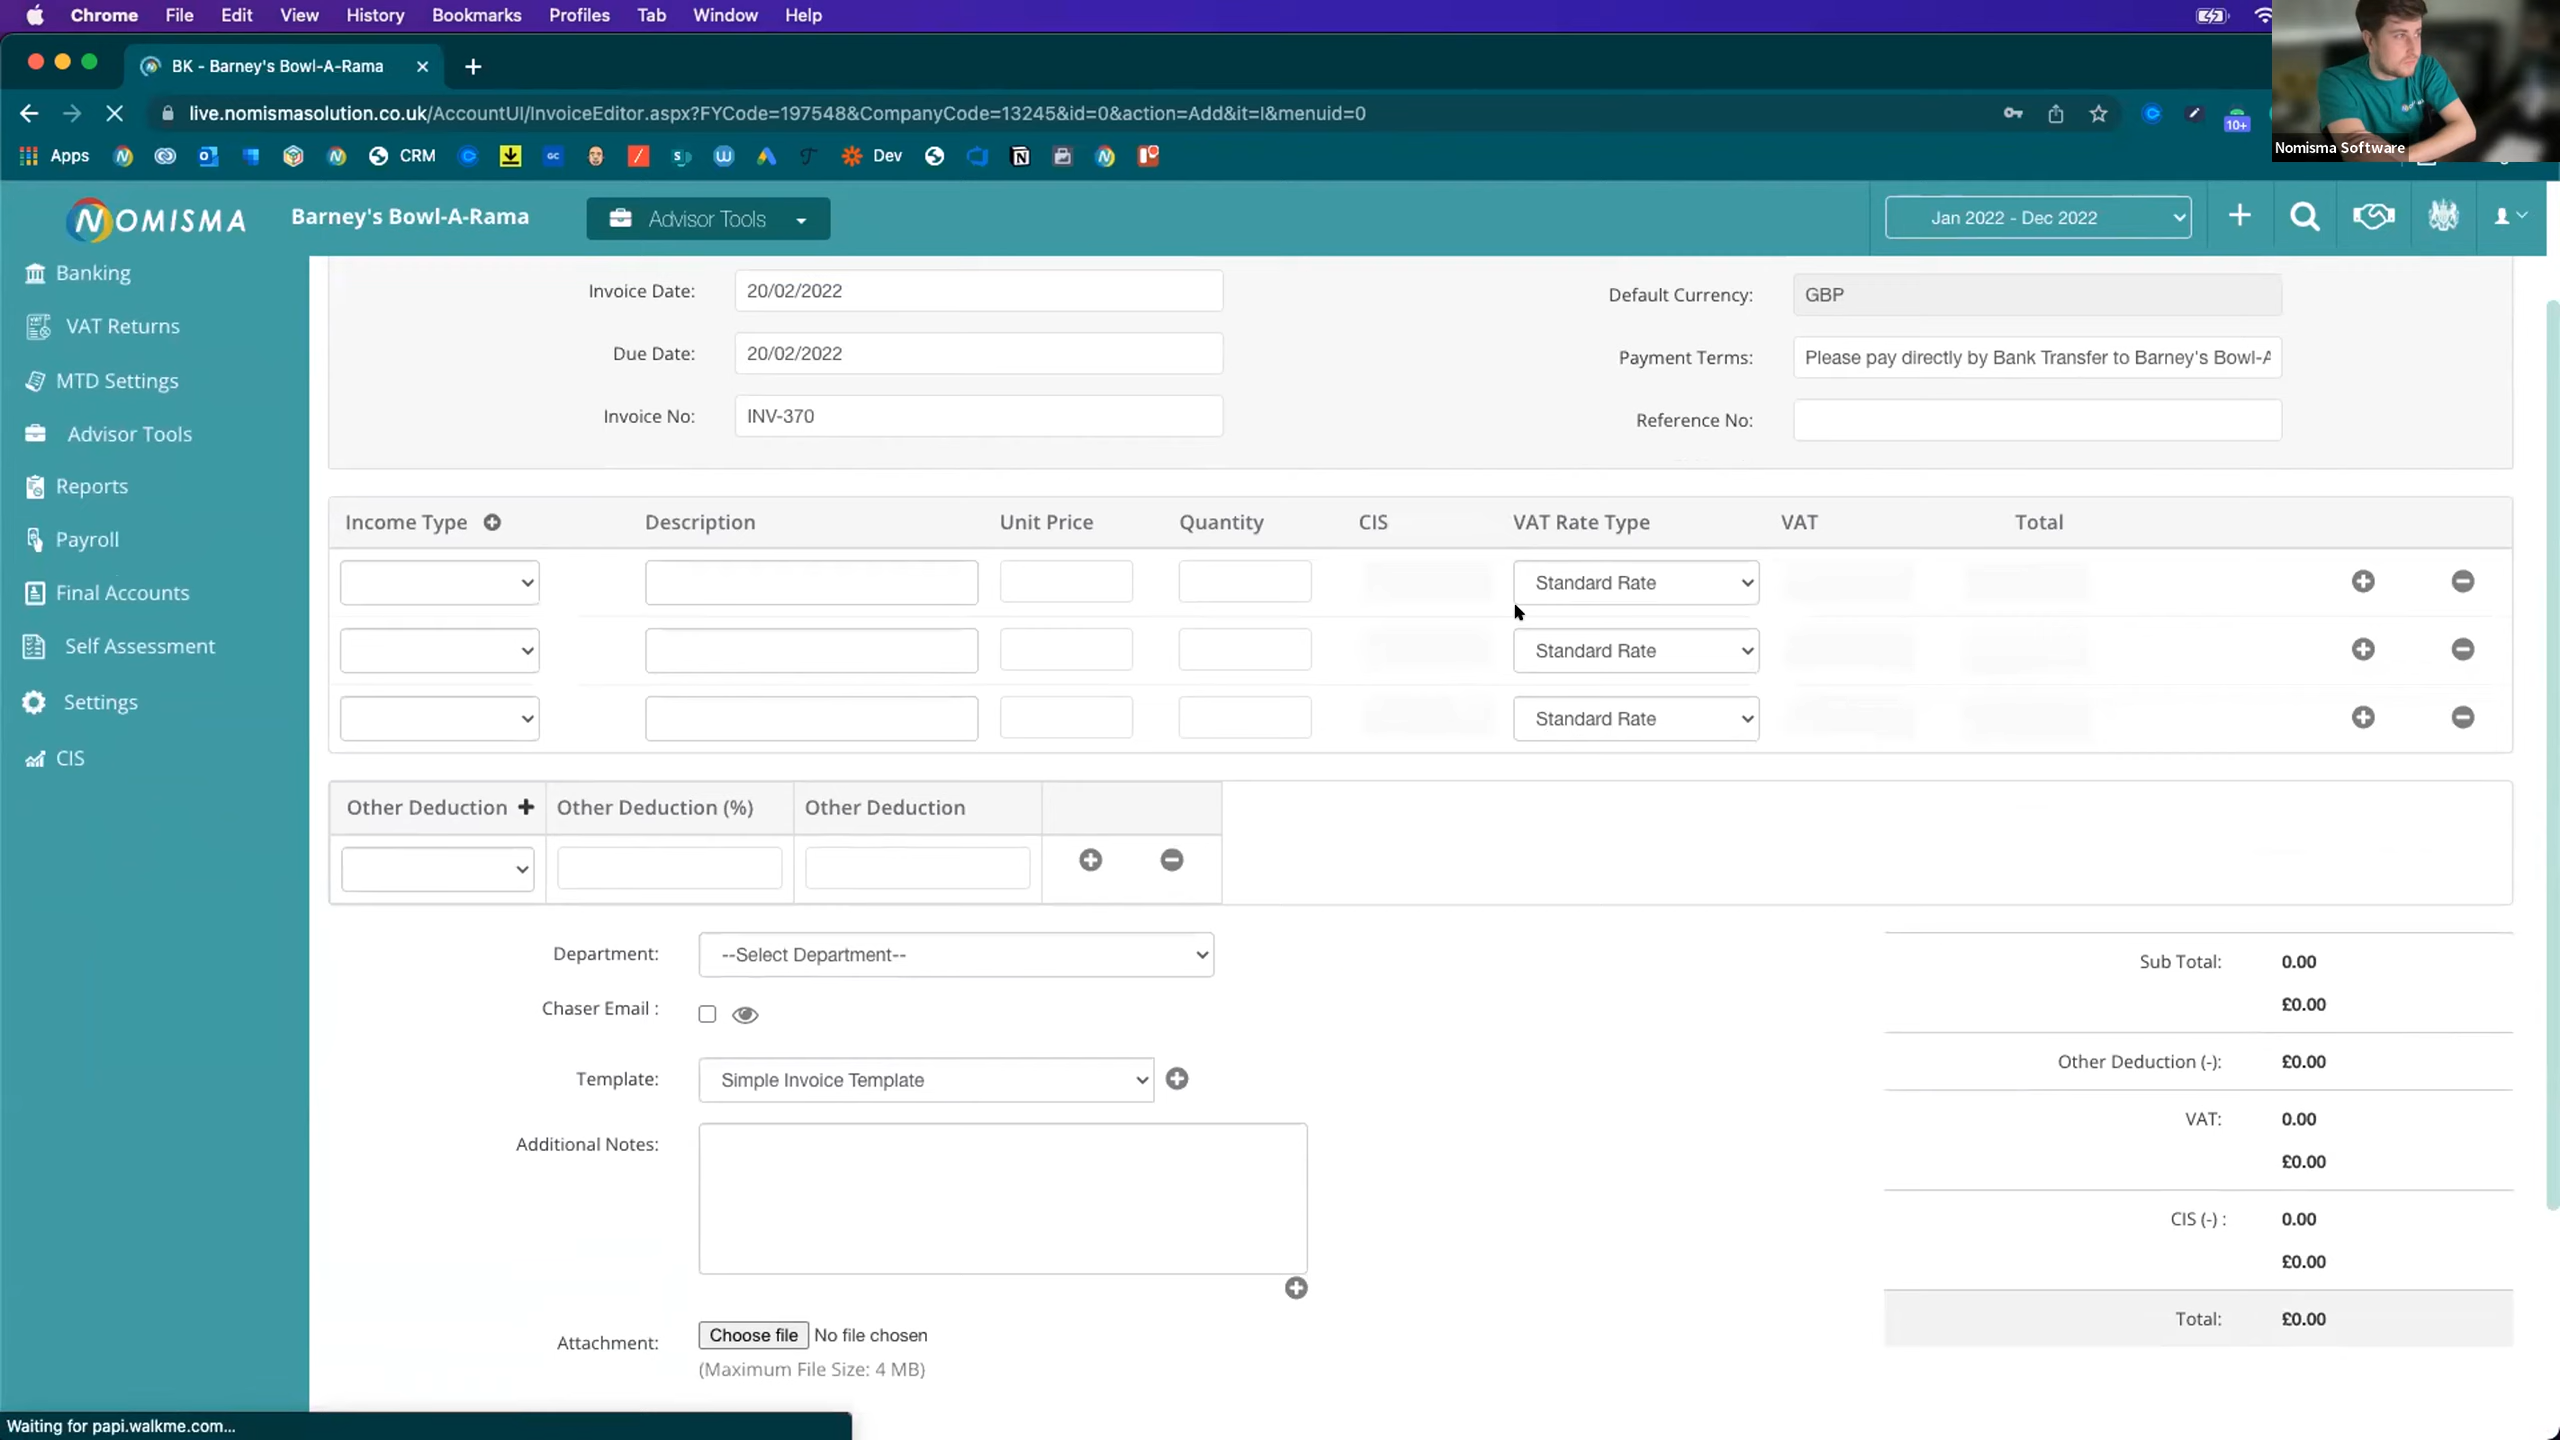 Chrome File Edit View History Bookmarks Profiles Tab Window Help
BK - Barney's Bowl-A-Rama
live.nomismasolution.co.uk/AccountUI/InvoiceEditor.aspx?FYCode=197548&CompanyCode=13245&id=0&action=Add&it=I&menuid=0
10+
Apps CRM Dev
Nomisma Software
NOMISMA Barney's Bowl-A-Rama Advisor Tools Jan 2022 - Dec 2022
Banking
VAT Returns
MTD Settings
Advisor Tools
Reports
Payroll
Final Accounts
Self Assessment
Settings
CIS
Invoice Date: 20/02/2022 Default Currency: GBP
Due Date: 20/02/2022 Payment Terms: Please pay directly by Bank Transfer to Barney's Bowl-A
Invoice No: INV-370 Reference No:
Income Type Description Unit Price Quantity CIS VAT Rate Type VAT Total
Standard Rate
Standard Rate
Standard Rate
Other Deduction Other Deduction (%) Other Deduction
Department: --Select Department--
Chaser Email :
Template: Simple Invoice Template
Additional Notes:
Attachment: Choose file No file chosen
(Maximum File Size: 4 MB)
Sub Total: 0.00
£0.00
Other Deduction (-): £0.00
VAT: 0.00
£0.00
CIS (-) : 0.00
£0.00
Total: £0.00
Waiting for papi.walkme.com...